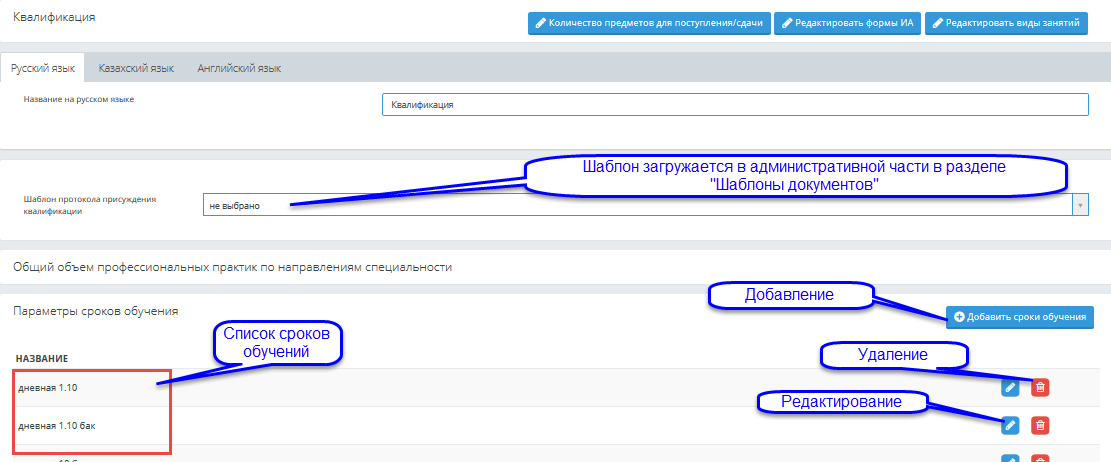 Квалификация
Количество предметов для поступления/сдачи
Редактировать формы ИА
Редактировать виды занятий
Русский язык
Казахский язык
Английский язык
Название на русском языке
Квалификация
Шаблон загружается в административной части в разделе
"Шаблоны документов"
Шаблон протокола присуждения
квалификации
не выбрано
Общий объем профессиональных практик по направлениям специальности
Добавление
Параметры сроков обучения
Добавить сроки обучения
Список сроков
обучений
Удаление
НАЗВАНИЕ
дневная 1.10
Редактирование
дневная 1.10 бак